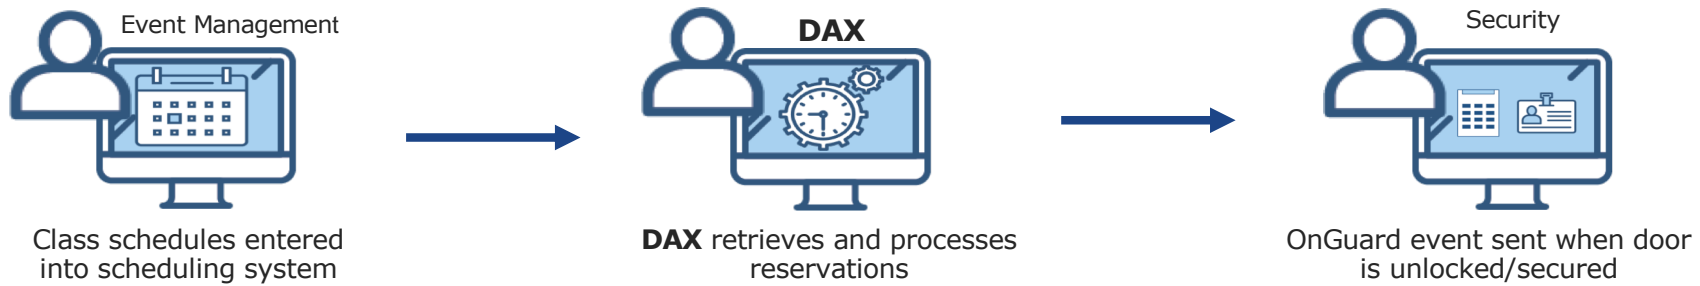 Event Management
DAX
Security
Class schedules entered
into scheduling system
DAX retrieves and processes
reservations
OnGuard event sent when door
is unlocked/secured